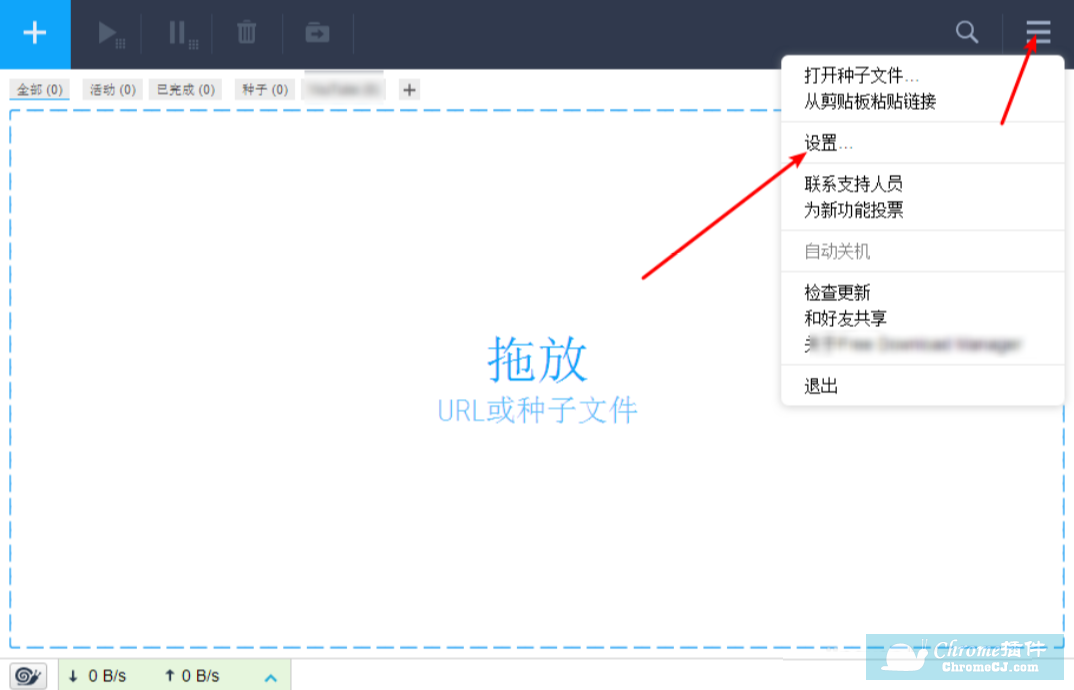 全部 (0) 活动 (0) 已完成 (0) 种子 (0)
打开种子文件...
从剪贴板粘贴链接
设置...
联系支持人员
为新功能投票
自动关机
检查更新
和好友共享
退出
拖放
URL或种子文件
0 B/s 0 B/s
Chrome插件
ChromeCJ.com